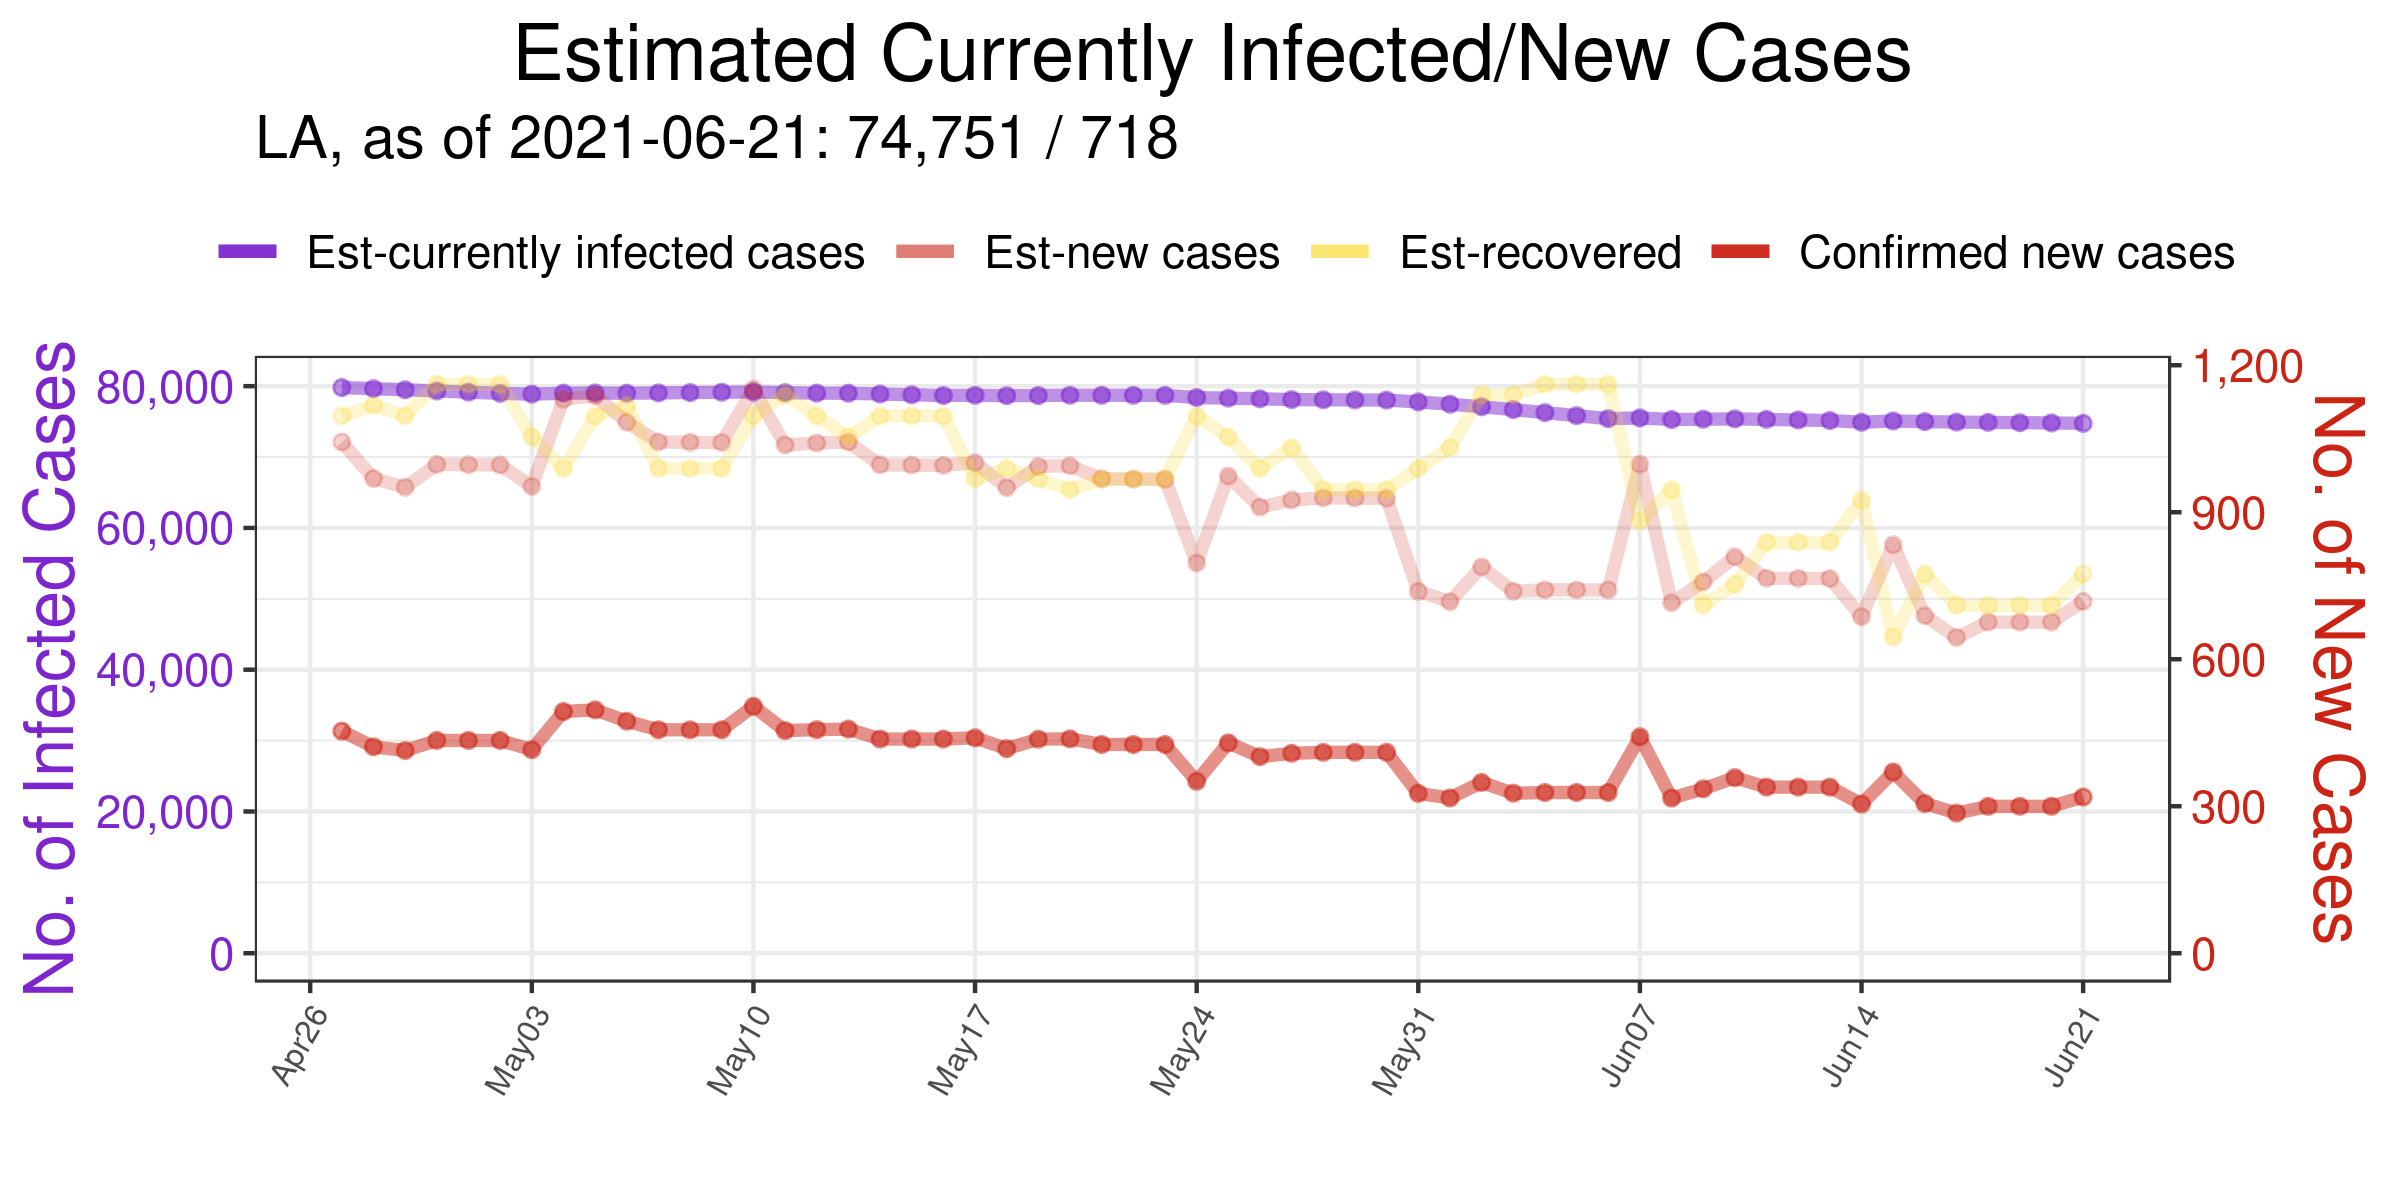 Estimated Currently Infected/New Cases
LA, as of 2021-06-21: 74,751 / 718
Est-currently infected cases Est-new cases Est-recovered Confirmed new cases
No. of Infected Cases
80,000
60,000
40,000
20,000
0
1,200
900
600
300
0
No. of New Cases
Apr26 May03 May10 May17 May24 May31 Jun07 Jun14 Jun21